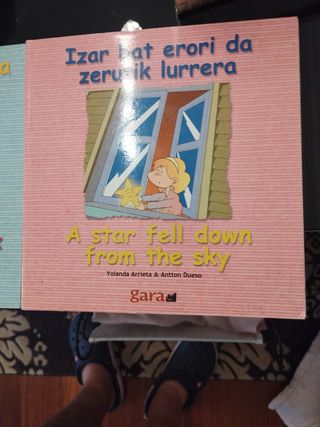 Izar bat erori da
zerutik lurrera
A star fell down
from the sky
Yolanda Arrieta & Antton Dueso
gara